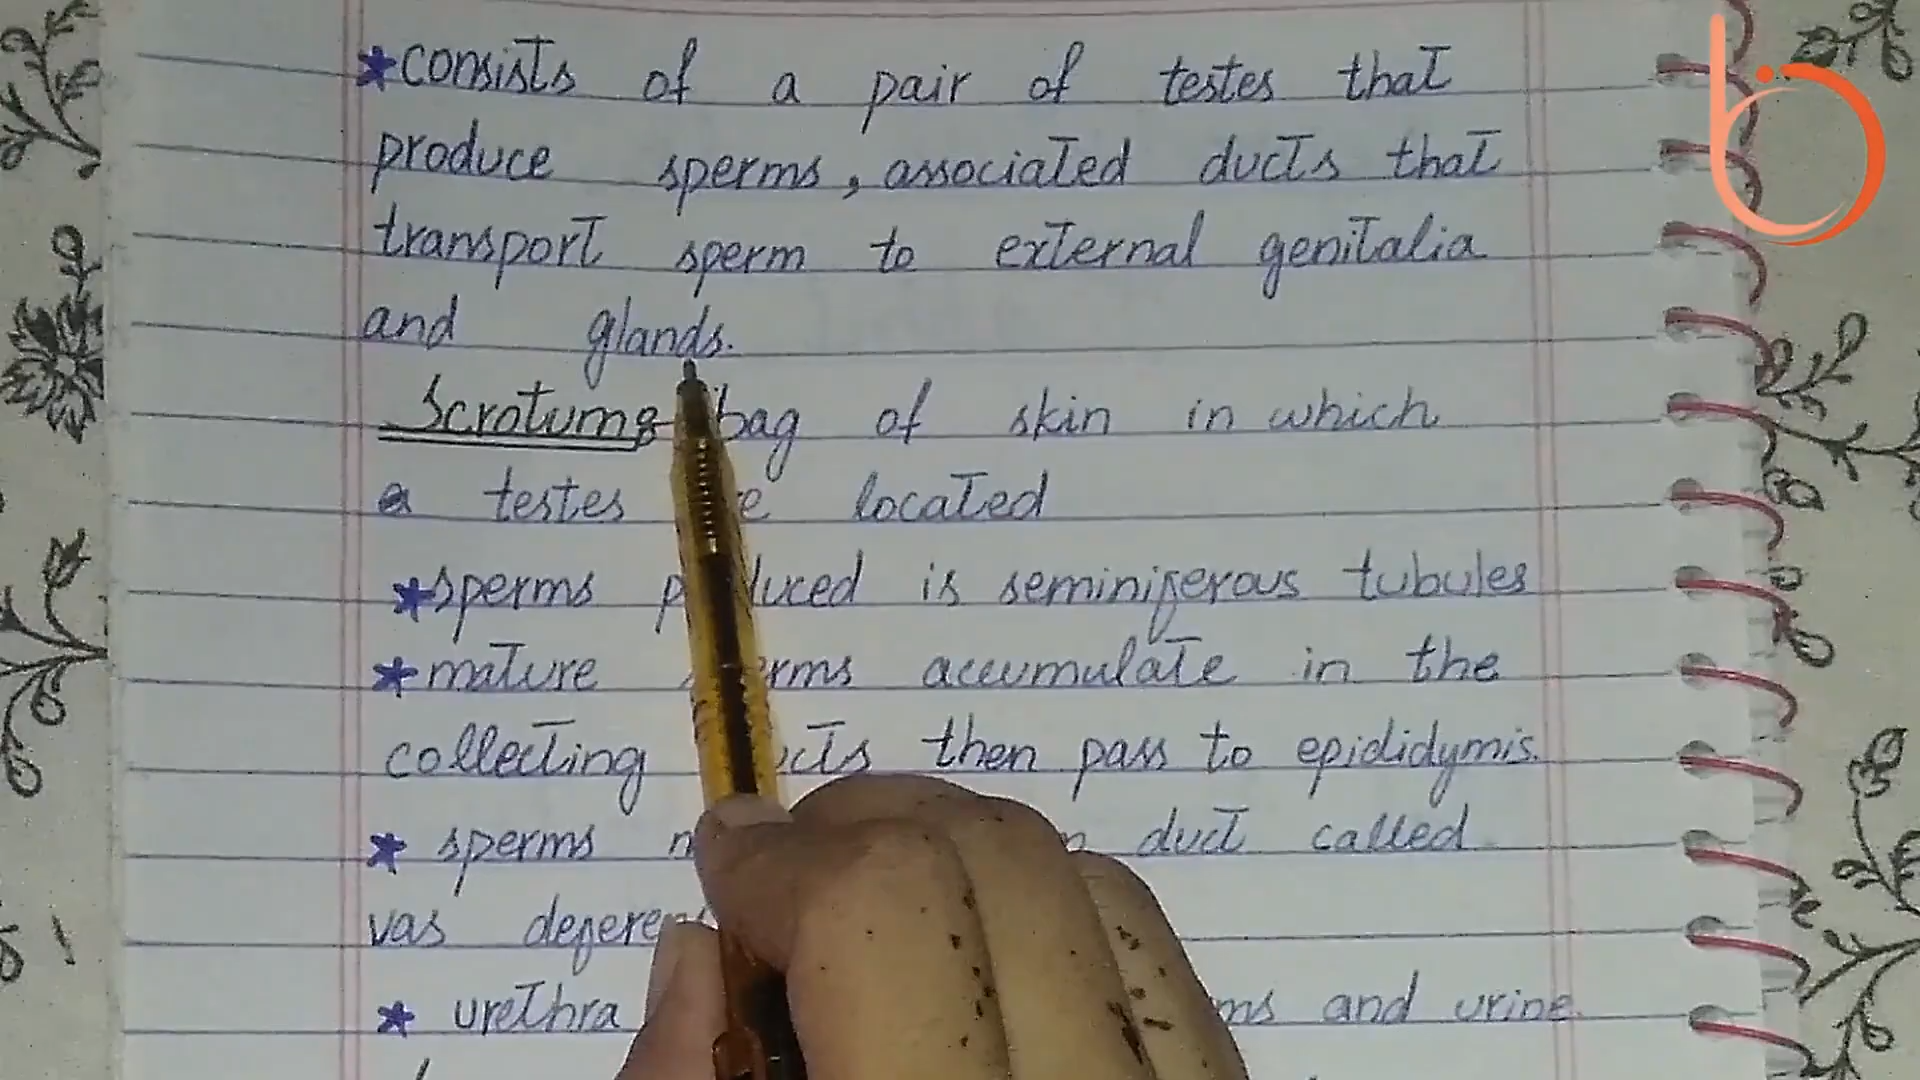 *consists of a pair of testes that
produce sperms, associated ducts that
transport sperm to external genitalia
and glands.
Scrotum:- bag of skin in which
testes located
*sperms is seminiferous tubules
*mature accumulate in the
collecting then pass to epididymis.
* sperms duct called
vas
* urethra and urine.